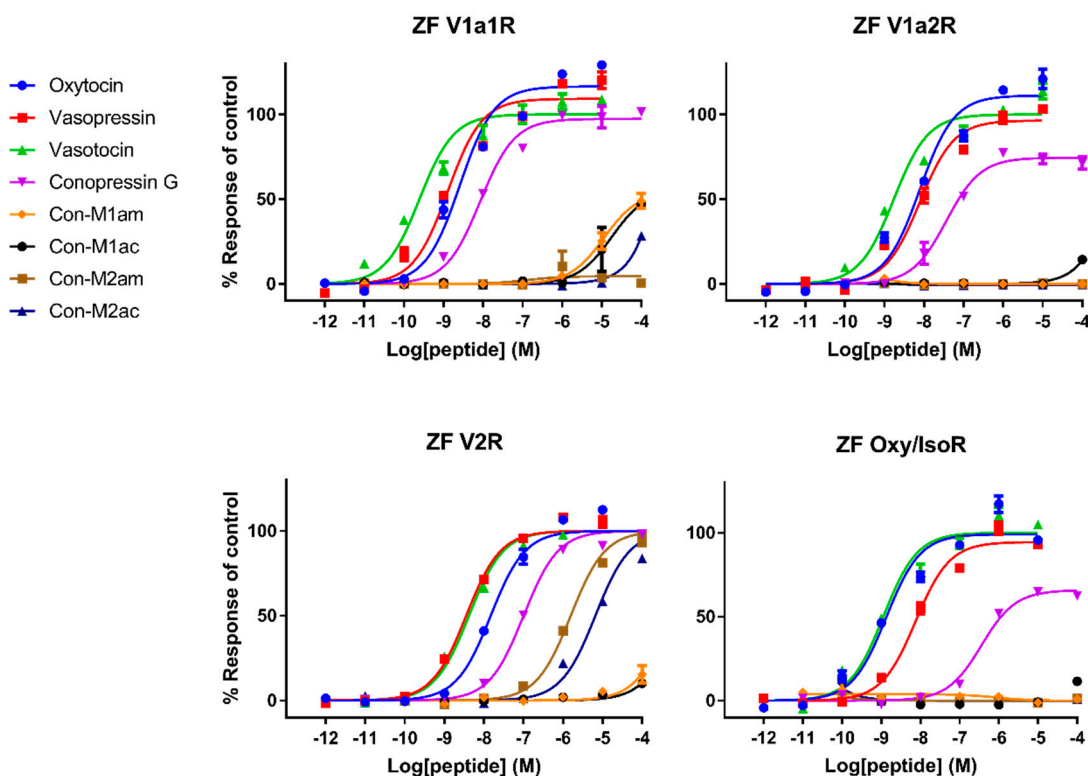 ZF V1a1R
ZF V1a2R
Oxytocin
Vasopressin
Vasotocin
Conopressin G
Con-M1am
Con-M1ac
Con-M2am
Con-M2ac
% Response of control
100
50
0
-12 -11 -10 -9 -8 -7 -6 -5 -4
Log[peptide] (M)
% Response of control
100
50
0
-12 -11 -10 -9 -8 -7 -6 -5 -4
Log[peptide] (M)
ZF V2R
ZF Oxy/IsoR
% Response of control
100
50
0
-12 -11 -10 -9 -8 -7 -6 -5 -4
Log[peptide] (M)
% Response of control
100
50
0
-12 -11 -10 -9 -8 -7 -6 -5 -4
Log[peptide] (M)